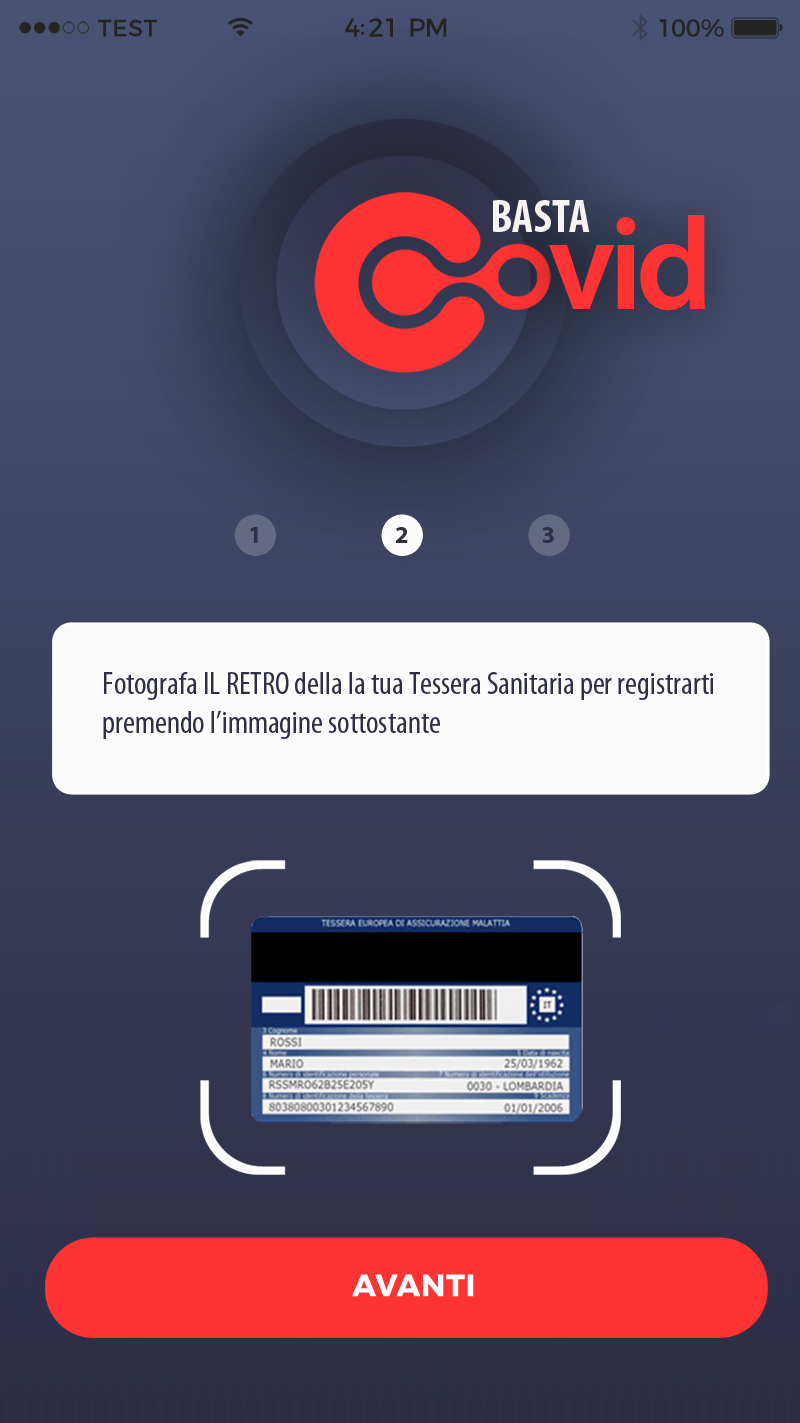 TEST 4:21 PM 100%
BASTA
Covid
1 2 3
Fotografa IL RETRO della la tua Tessera Sanitaria per registrarti
premendo l’immagine sottostante
TESSERA EUROPEA DI ASSICURAZIONE MALATTIA
IT
3 Cognome
ROSSI
4 Nome 5 Data di nascita
MARIO 25/03/1962
6 Numero di identificazione personale 7 Numero di identificazione dell'istituzione
RSSMRO62B25E205Y 0030 - LOMBARDIA
8 Numero di identificazione della tessera 9 Scadenza
80380800301234567890 01/01/2006
AVANTI